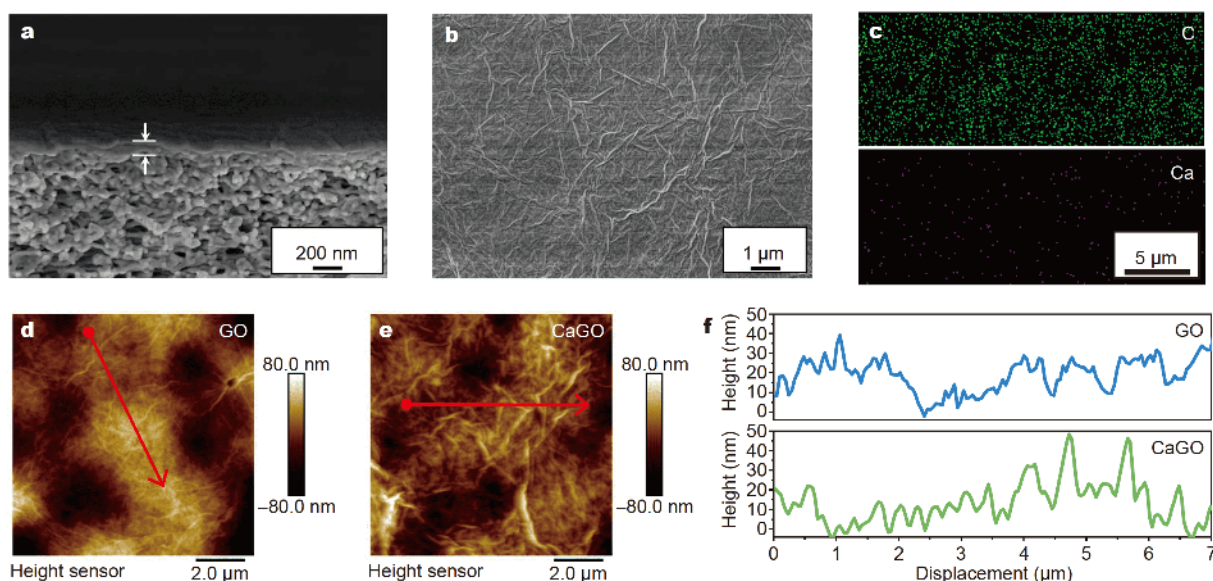 a
200 nm
b
1 μm
c
C
Ca
5 μm
d
GO
80.0 nm
–80.0 nm
Height sensor
2.0 μm
e
CaGO
80.0 nm
–80.0 nm
Height sensor
2.0 μm
f
GO
Height (nm)
50
40
30
20
10
0
CaGO
Height (nm)
50
40
30
20
10
0
0 1 2 3 4 5 6 7
Displacement (μm)